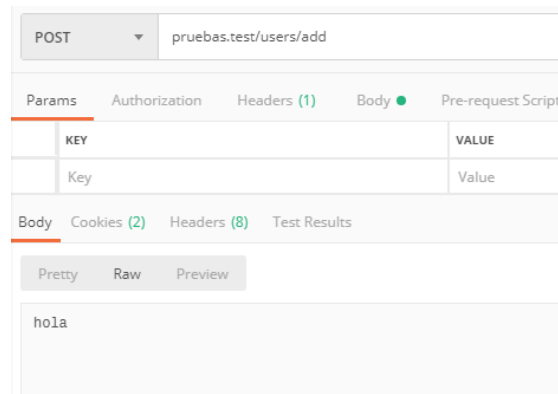 POST pruebas.test/users/add
Params Authorization Headers (1) Body Pre-request Script
KEY VALUE
Key Value
Body Cookies (2) Headers (8) Test Results
Pretty Raw Preview
hola